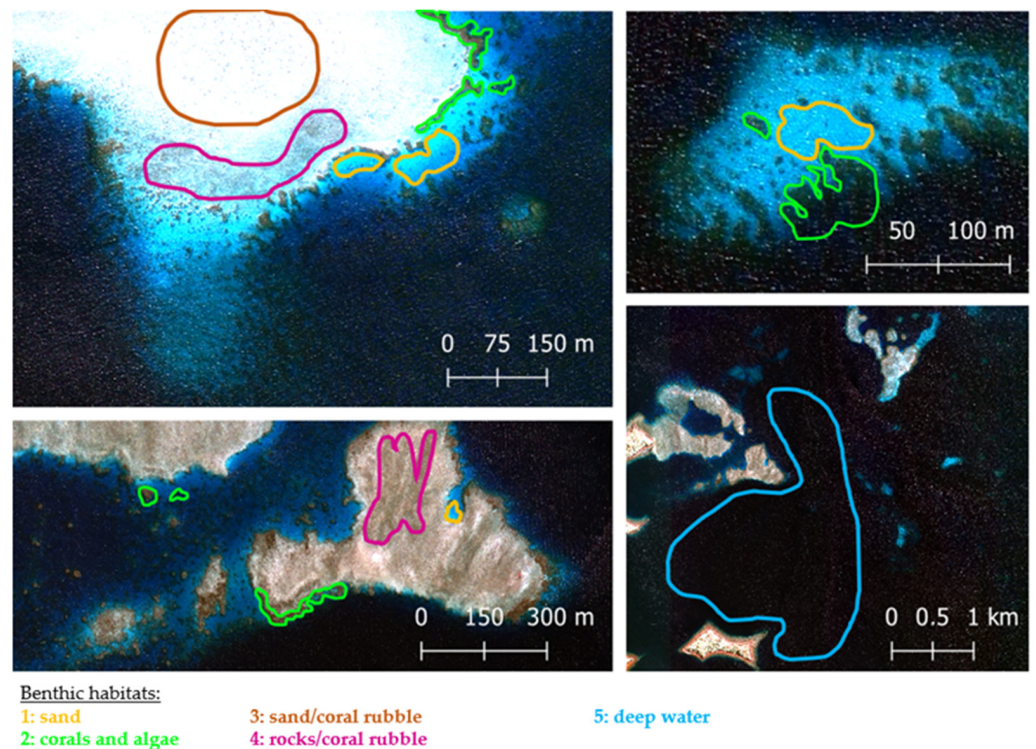 0 75 150 m
50 100 m
0 150 300 m
0 0.5 1 km
Benthic habitats:
1: sand
2: corals and algae
3: sand/coral rubble
4: rocks/coral rubble
5: deep water